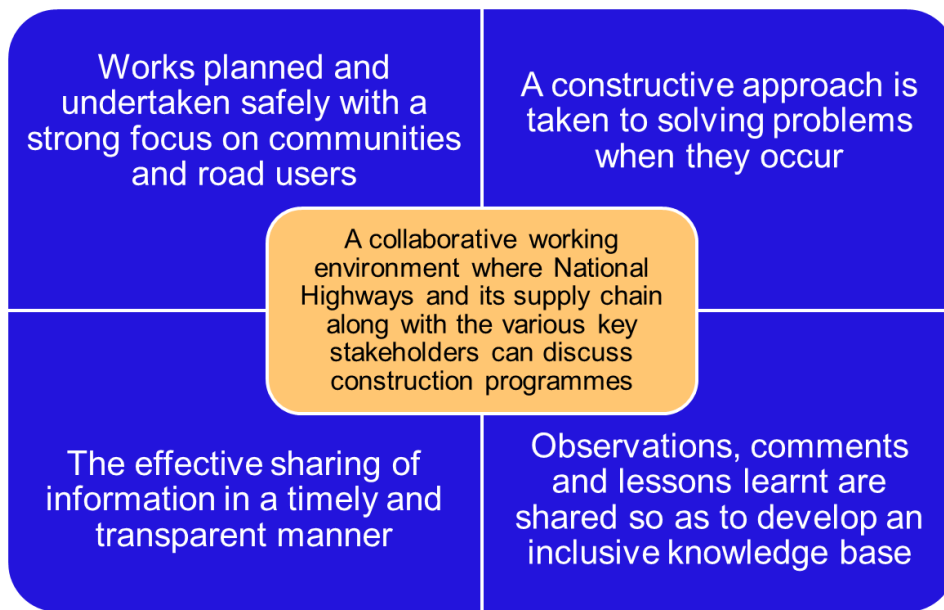 Works planned and
undertaken safely with a
strong focus on communities
and road users
A constructive approach is
taken to solving problems
when they occur
A collaborative working
environment where National
Highways and its supply chain
along with the various key
stakeholders can discuss
construction programmes
The effective sharing of
information in a timely and
transparent manner
Observations, comments
and lessons learnt are
shared so as to develop an
inclusive knowledge base